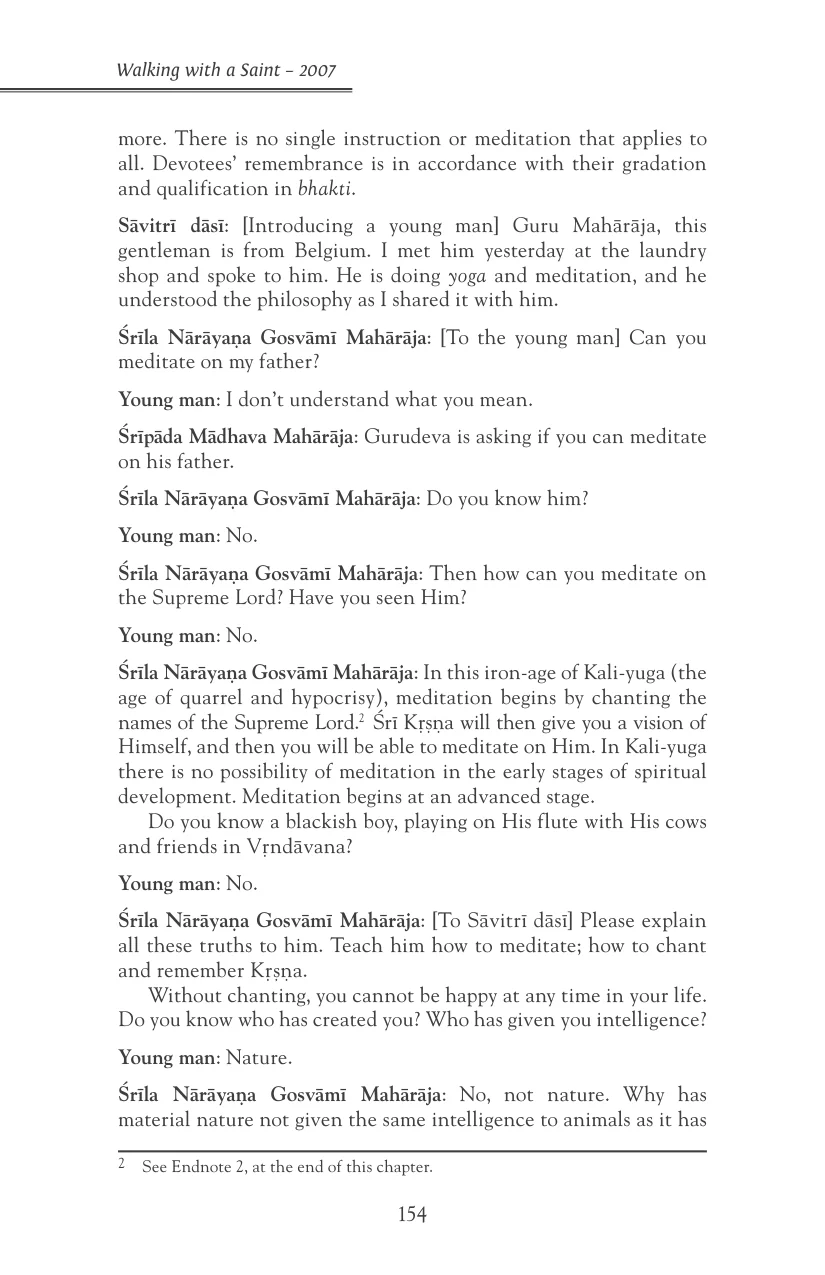 Walking with a Saint – 2007
more. There is no single instruction or meditation that applies to
all. Devotees’ remembrance is in accordance with their gradation
and qualification in bhakti.
Sāvitrī dāsī: [Introducing a young man] Guru Mahārāja, this
gentleman is from Belgium. I met him yesterday at the laundry
shop and spoke to him. He is doing yoga and meditation, and he
understood the philosophy as I shared it with him.
Śrīla Nārāyaṇa Gosvāmī Mahārāja: [To the young man] Can you
meditate on my father?
Young man: I don’t understand what you mean.
Śrīpāda Mādhava Mahārāja: Gurudeva is asking if you can meditate
on his father.
Śrīla Nārāyaṇa Gosvāmī Mahārāja: Do you know him?
Young man: No.
Śrīla Nārāyaṇa Gosvāmī Mahārāja: Then how can you meditate on
the Supreme Lord? Have you seen Him?
Young man: No.
Śrīla Nārāyaṇa Gosvāmī Mahārāja: In this iron-age of Kali-yuga (the
age of quarrel and hypocrisy), meditation begins by chanting the
names of the Supreme Lord.² Śrī Kṛṣṇa will then give you a vision of
Himself, and then you will be able to meditate on Him. In Kali-yuga
there is no possibility of meditation in the early stages of spiritual
development. Meditation begins at an advanced stage.
Do you know a blackish boy, playing on His flute with His cows
and friends in Vṛndāvana?
Young man: No.
Śrīla Nārāyaṇa Gosvāmī Mahārāja: [To Sāvitrī dāsī] Please explain
all these truths to him. Teach him how to meditate; how to chant
and remember Kṛṣṇa.
Without chanting, you cannot be happy at any time in your life.
Do you know who has created you? Who has given you intelligence?
Young man: Nature.
Śrīla Nārāyaṇa Gosvāmī Mahārāja: No, not nature. Why has
material nature not given the same intelligence to animals as it has
2 See Endnote 2, at the end of this chapter.
154